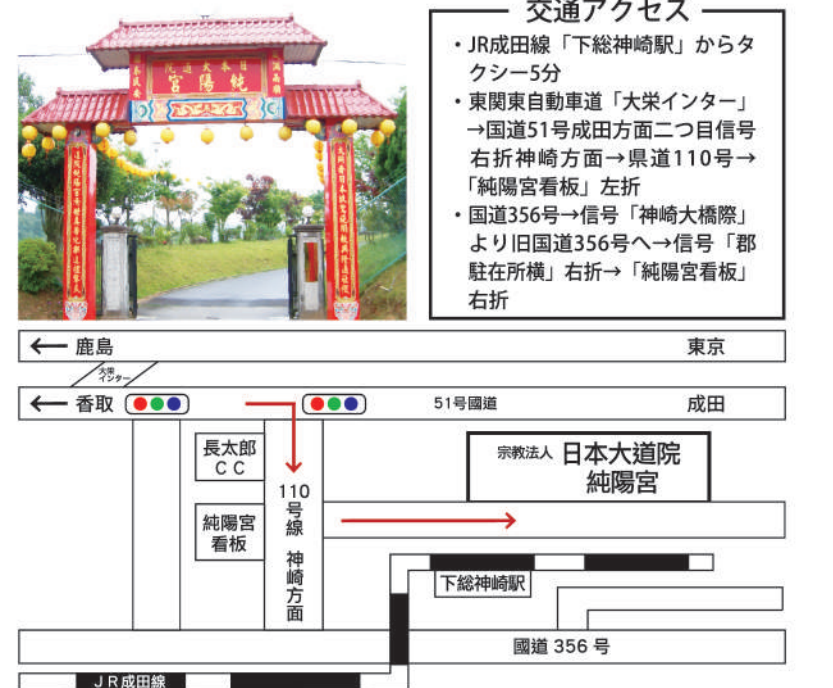 日本大道院
純陽宮
交通アクセス
・JR成田線「下総神崎駅」からタ
クシー5分
・東関東自動車道「大栄インター」
→国道51号成田方面二つ目信号
右折神崎方面→県道110号→
「純陽宮看板」左折
・国道356号→信号「神崎大橋際」
より旧国道356号へ→信号「郡
駐在所横」右折→「純陽宮看板」
右折
← 鹿島
東京
大栄
インター
← 香取
51号國道
成田
長太郎
CC
純陽宮
看板
110号線 神崎方面
宗教法人 日本大道院
純陽宮
下総神崎駅
國道 356 号
JR成田線